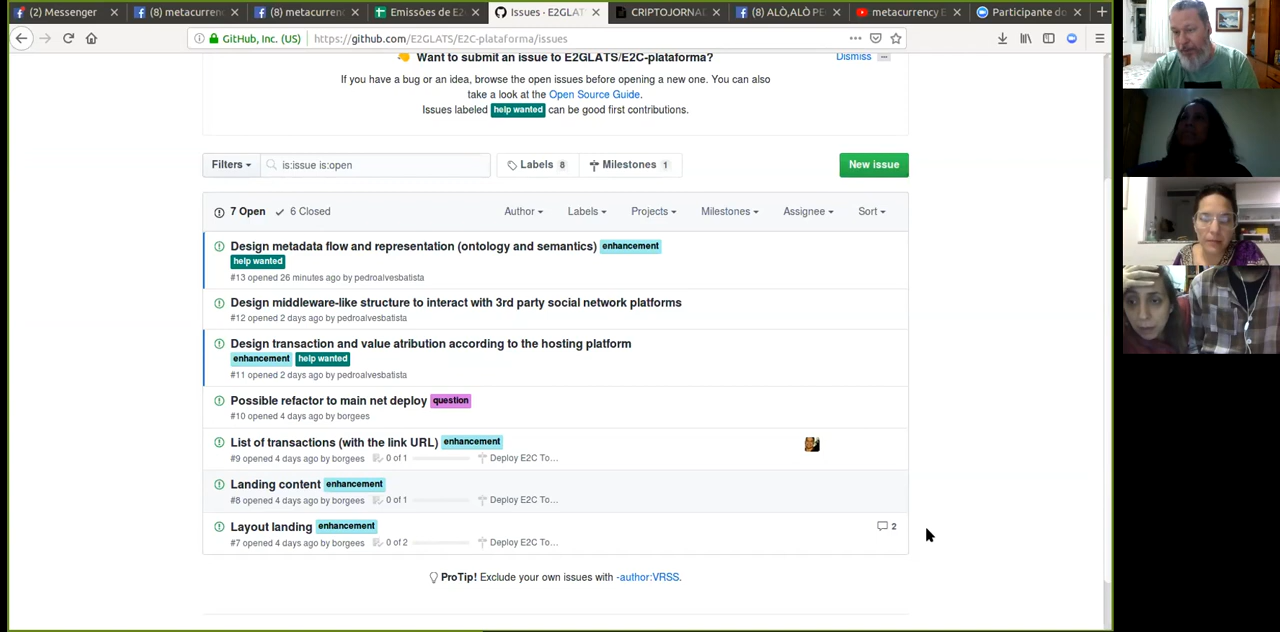 (2) Messenger
(8) metacurren
(8) metacurren
Emissões de E2
Issues · E2GLAT
CRIPTOJORNA
(8) ALÔ,ALÔ PE
metacurrency E
Participante do
GitHub, Inc. (US)
https://github.com/E2GLATS/E2C-plataforma/issues
Want to submit an issue to E2GLATS/E2C-plataforma?
Dismiss
If you have a bug or an idea, browse the open issues before opening a new one. You can also
take a look at the Open Source Guide.
Issues labeled help wanted can be good first contributions.
Filters
is:issue is:open
Labels 8
Milestones 1
New issue
7 Open
6 Closed
Author
Labels
Projects
Milestones
Assignee
Sort
Design metadata flow and representation (ontology and semantics) enhancement
help wanted
#13 opened 26 minutes ago by pedroalvesbatista
Design middleware-like structure to interact with 3rd party social network platforms
#12 opened 2 days ago by pedroalvesbatista
Design transaction and value atribution according to the hosting platform
enhancement help wanted
#11 opened 2 days ago by pedroalvesbatista
Possible refactor to main net deploy question
#10 opened 4 days ago by borgees
List of transactions (with the link URL) enhancement
#9 opened 4 days ago by borgees 0 of 1 Deploy E2C To...
Landing content enhancement
#8 opened 4 days ago by borgees 0 of 1 Deploy E2C To...
Layout landing enhancement
2
#7 opened 4 days ago by borgees 0 of 2 Deploy E2C To...
ProTip! Exclude your own issues with -author:VRSS.